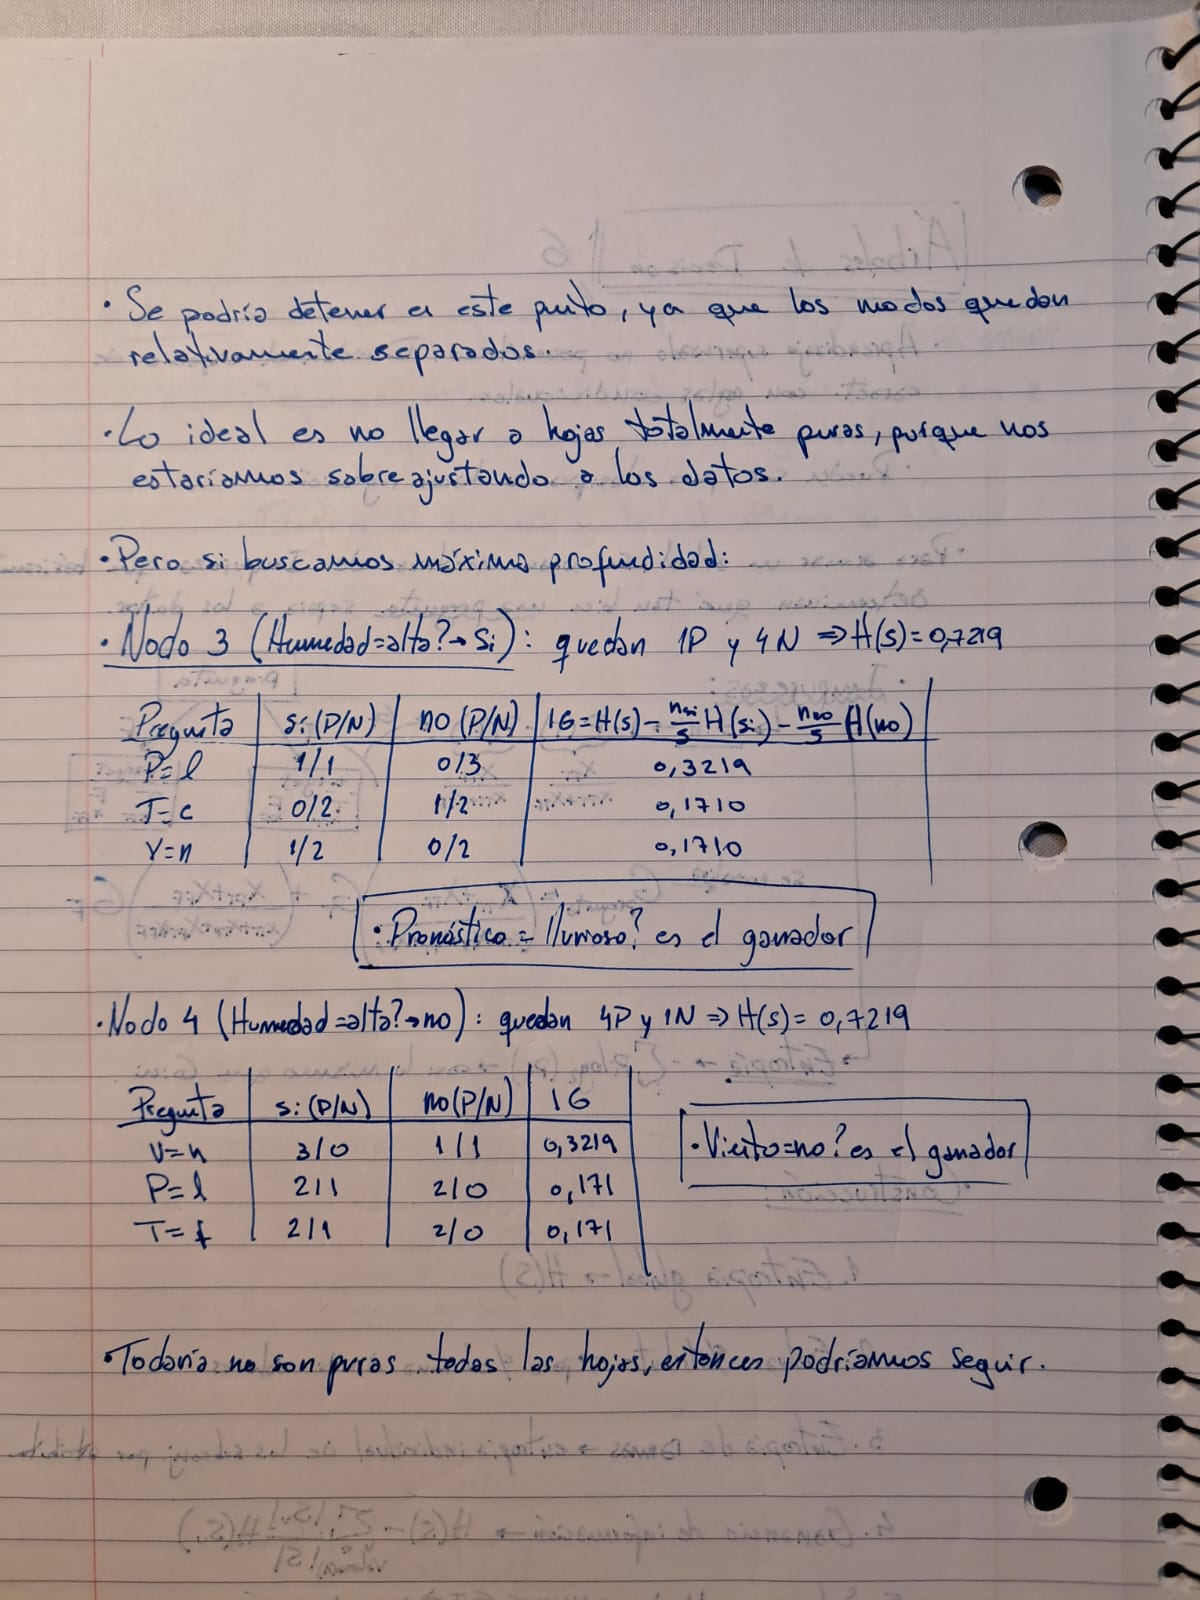 · Se podría detener en este punto, ya que los nodos quedan
relativamente separados.
· Lo ideal es no llegar a hojas totalmente puras, porque nos
estaríamos sobreajustando a los datos.
· Pero si buscamos máxima profundidad:
· Nodo 3 (Humedad=alta?→Si): quedan 1P y 4N ⇒ H(s)=0,7219
Pregunta | si (P/N) | no (P/N) | IG = H(s) - n_si/5 H(si) - n_no/5 H(no)
P=l | 1/1 | 0/3 | 0,3219
T=c | 0/2 | 1/2 | 0,1710
V=n | 1/2 | 0/2 | 0,1710
· Pronóstico = lluvioso? es el ganador
· Nodo 4 (Humedad=alta?→no): quedan 4P y 1N ⇒ H(s) = 0,7219
Pregunta | si (P/N) | no (P/N) | IG
V=n | 3/0 | 1/1 | 0,3219
P=l | 2/1 | 2/0 | 0,171
T=f | 2/1 | 2/0 | 0,171
· Viento=no? es el ganador
· Todavía no son puras todas las hojas, entonces podríamos seguir.